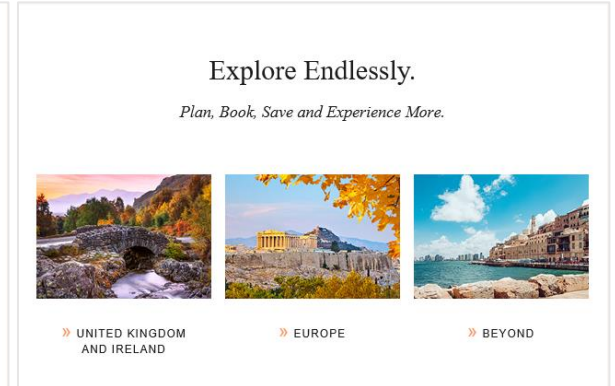 Explore Endlessly.
Plan, Book, Save and Experience More.
» UNITED KINGDOM
AND IRELAND
» EUROPE
» BEYOND